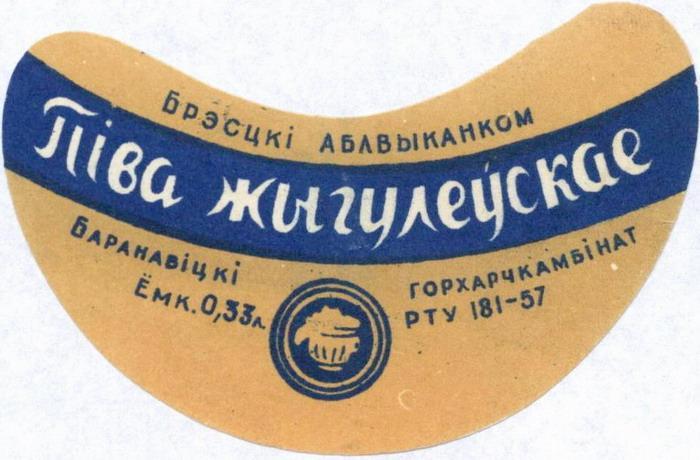 Брэсцкі аблвыканком
Піва жыгулеўскае
Баранавіцкі горхарчкамбінат
Ёмк. 0,33л. РТУ 181-57